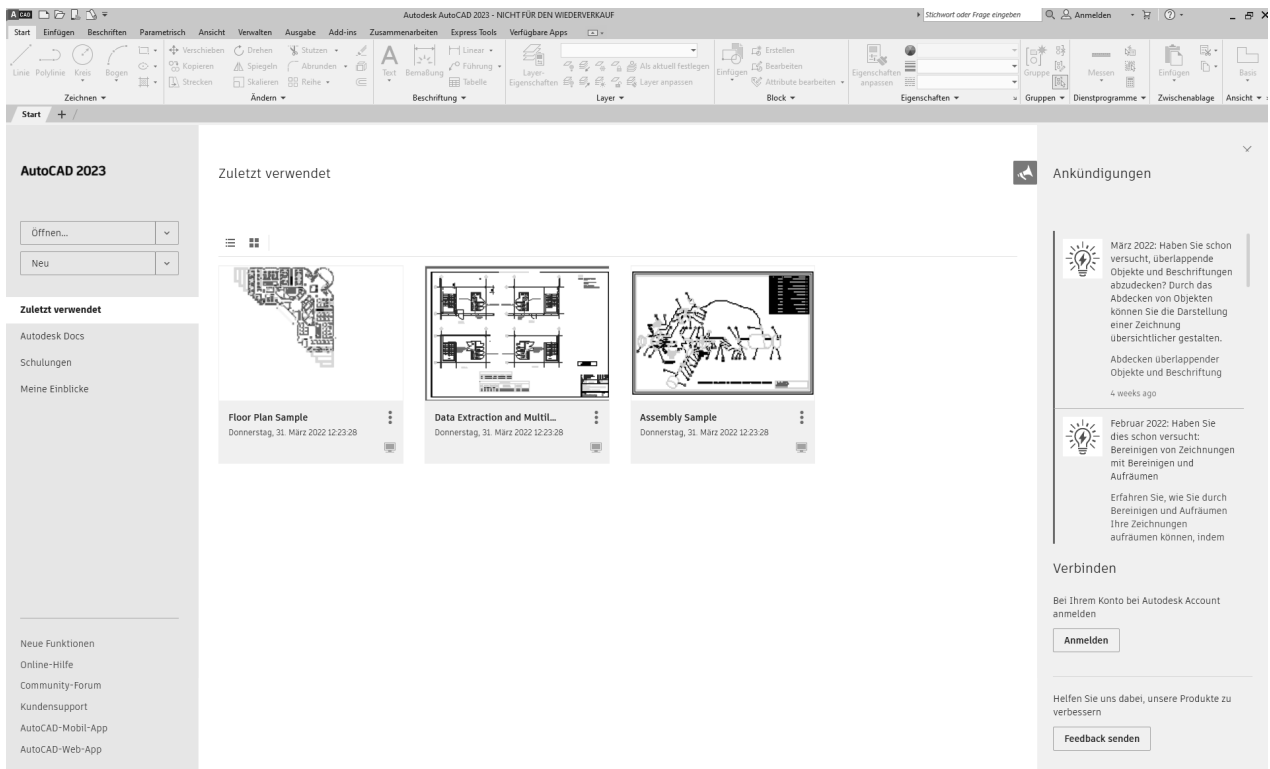 A CAD
Autodesk AutoCAD 2023 - NICHT FÜR DEN WIEDERVERKAUF
Stichwort oder Frage eingeben
Anmelden
Start Einfügen Beschriften Parametrisch Ansicht Verwalten Ausgabe Add-ins Zusammenarbeiten Express Tools Verfügbare Apps
Linie Polylinie Kreis Bogen
Zeichnen
Verschieben Drehen Stutzen
Kopieren Spiegeln Abrunden
Strecken Skalieren Reihe
Ändern
Text Bemaßung
Linear
Führung
Tabelle
Beschriftung
Layer-
Eigenschaften
Als aktuell festlegen
Layer anpassen
Layer
Einfügen
Erstellen
Bearbeiten
Attribute bearbeiten
Block
Eigenschaften
anpassen
Eigenschaften
Gruppe
Gruppen
Messen
Dienstprogramme
Einfügen
Zwischenablage
Basis
Ansicht
Start
AutoCAD 2023
Öffnen...
Neu
Zuletzt verwendet
Autodesk Docs
Schulungen
Meine Einblicke
Neue Funktionen
Online-Hilfe
Community-Forum
Kundensupport
AutoCAD-Mobil-App
AutoCAD-Web-App
Zuletzt verwendet
Floor Plan Sample
Donnerstag, 31. März 2022 12:23:28
Data Extraction and Multil...
Donnerstag, 31. März 2022 12:23:28
Assembly Sample
Donnerstag, 31. März 2022 12:23:28
Ankündigungen
März 2022: Haben Sie schon
versucht, überlappende
Objekte und Beschriftungen
abzudecken? Durch das
Abdecken von Objekten
können Sie die Darstellung
einer Zeichnung
übersichtlicher gestalten.
Abdecken überlappender
Objekte und Beschriftung
4 weeks ago
Februar 2022: Haben Sie
dies schon versucht:
Bereinigen von Zeichnungen
mit Bereinigen und
Aufräumen
Erfahren Sie, wie Sie durch
Bereinigen und Aufräumen
Ihre Zeichnungen
aufräumen können, indem
Verbinden
Bei Ihrem Konto bei Autodesk Account
anmelden
Anmelden
Helfen Sie uns dabei, unsere Produkte zu
verbessern
Feedback senden